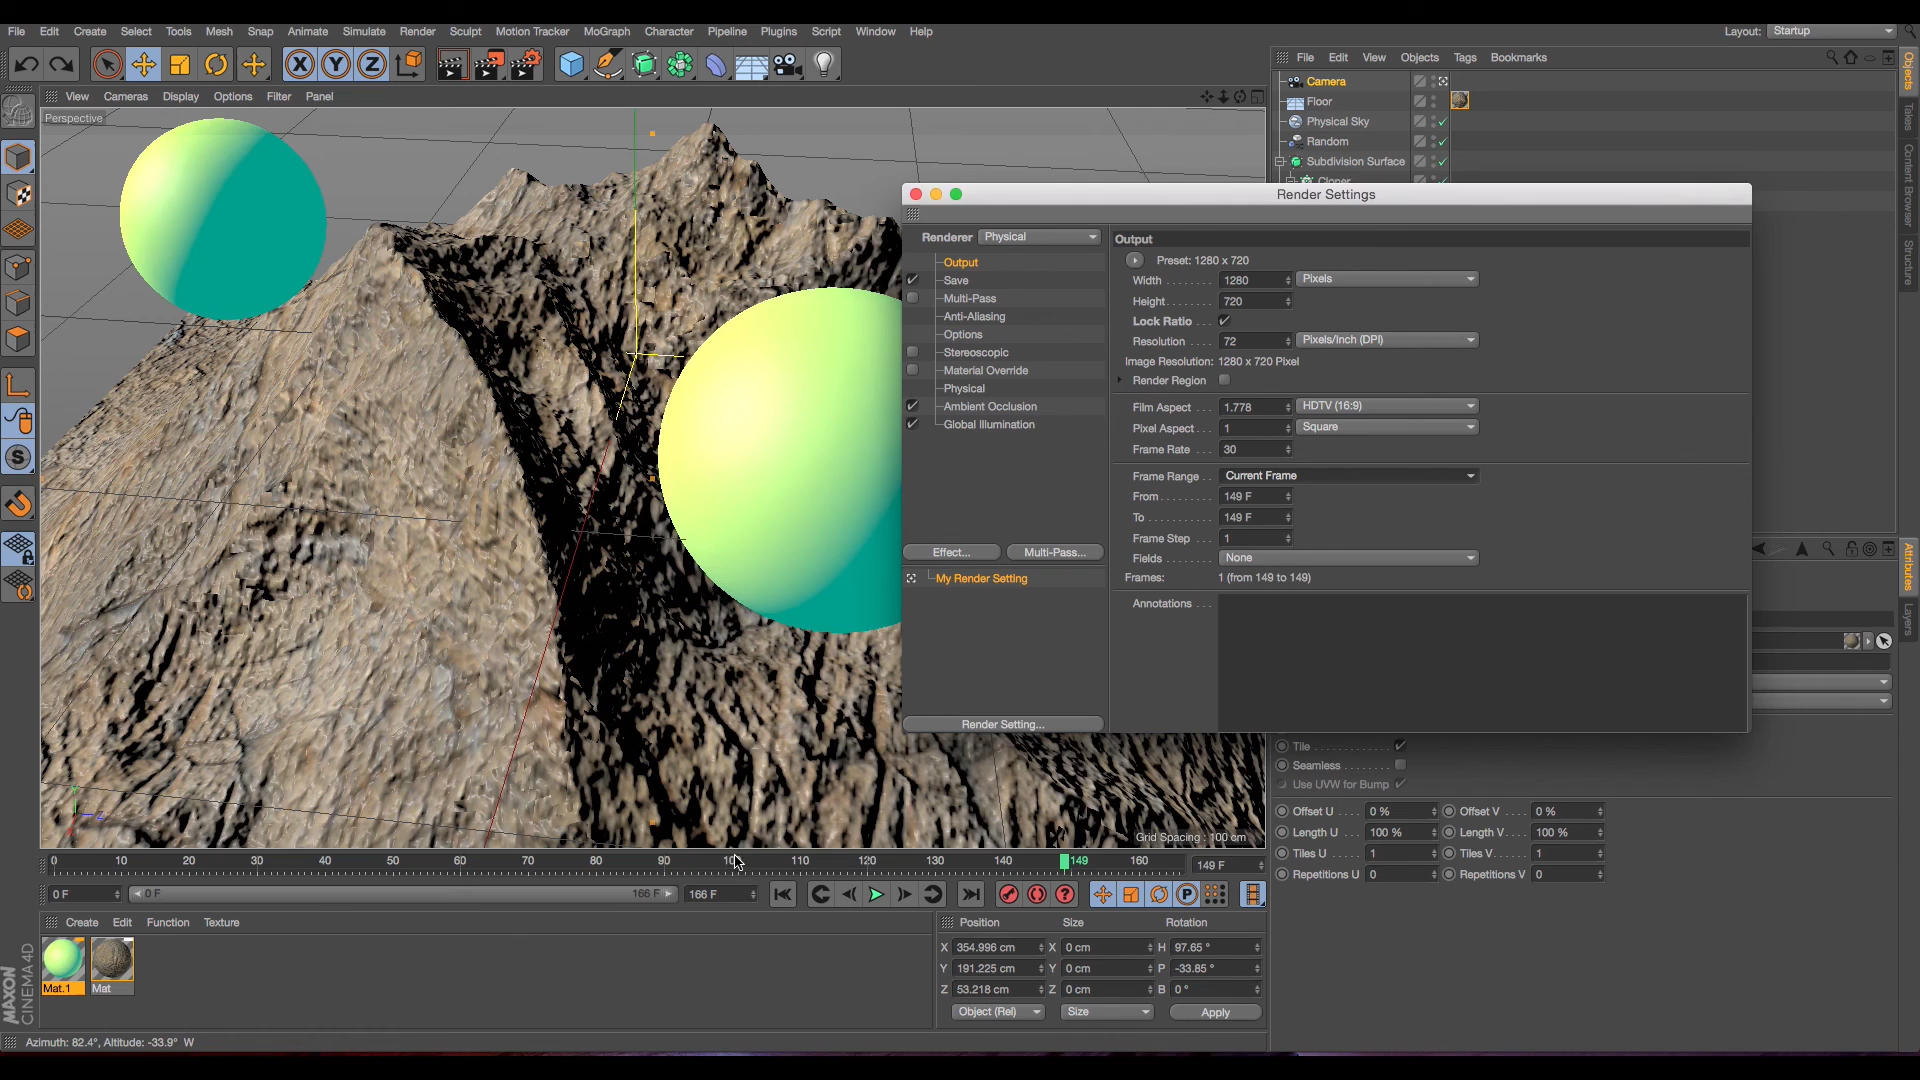 File Edit Create Select Tools Mesh Snap Animate Simulate Render Sculpt Motion Tracker MoGraph Character Pipeline Plugins Script Window Help Layout: Startup
X Y Z
File Edit View Objects Tags Bookmarks
View Cameras Display Options Filter Panel
Perspective
Camera
Floor
Physical Sky
Random
Subdivision Surface
Cloner
Objects
Takes
Content Browser
Structure
Render Settings
Renderer Physical
Output
Save
Multi-Pass
Anti-Aliasing
Options
Stereoscopic
Material Override
Physical
Ambient Occlusion
Global Illumination
Effect... Multi-Pass...
My Render Setting
Render Setting...
Output
Preset: 1280 x 720
Width 1280 Pixels
Height 720
Lock Ratio
Resolution 72 Pixels/Inch (DPI)
Image Resolution: 1280 x 720 Pixel
Render Region
Film Aspect 1.778 HDTV (16:9)
Pixel Aspect 1 Square
Frame Rate 30
Frame Range Current Frame
From 149 F
To 149 F
Frame Step 1
Fields None
Frames: 1 (from 149 to 149)
Annotations
Attributes
Layers
Tile
Seamless
Use UVW for Bump
Offset U 0 % Offset V 0 %
Length U 100 % Length V 100 %
Tiles U 1 Tiles V 1
Repetitions U 0 Repetitions V 0
Grid Spacing : 100 cm
0 10 20 30 40 50 60 70 80 90 100 110 120 130 140 149 160 149 F
0 F 0 F 166 F 166 F
Create Edit Function Texture
Mat.1 Mat
Position Size Rotation
X 354.996 cm X 0 cm H 97.65 °
Y 191.225 cm Y 0 cm P -33.85 °
Z 53.218 cm Z 0 cm B 0 °
Object (Rel) Size Apply
MAXON
CINEMA 4D
Azimuth: 82.4°, Altitude: -33.9° W